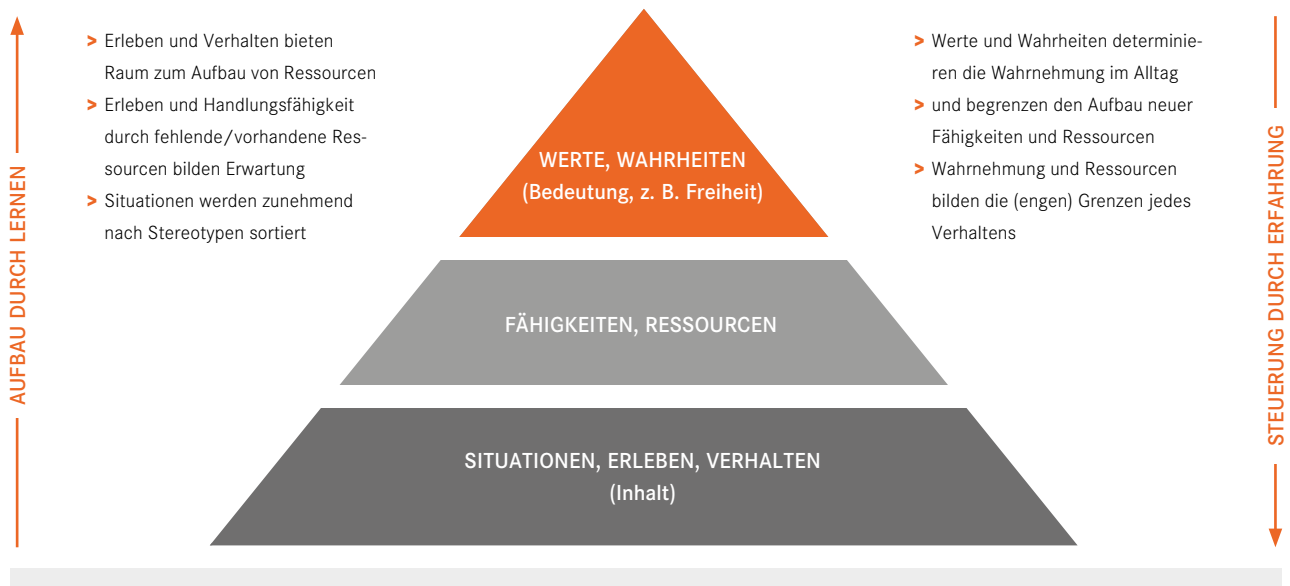 AUFBAU DURCH LERNEN
> Erleben und Verhalten bieten
Raum zum Aufbau von Ressourcen
> Erleben und Handlungsfähigkeit
durch fehlende/vorhandene Res-
sourcen bilden Erwartung
> Situationen werden zunehmend
nach Stereotypen sortiert
WERTE, WAHRHEITEN
(Bedeutung, z. B. Freiheit)
FÄHIGKEITEN, RESSOURCEN
SITUATIONEN, ERLEBEN, VERHALTEN
(Inhalt)
> Werte und Wahrheiten determinie-
ren die Wahrnehmung im Alltag
> und begrenzen den Aufbau neuer
Fähigkeiten und Ressourcen
> Wahrnehmung und Ressourcen
bilden die (engen) Grenzen jedes
Verhaltens
STEUERUNG DURCH ERFAHRUNG